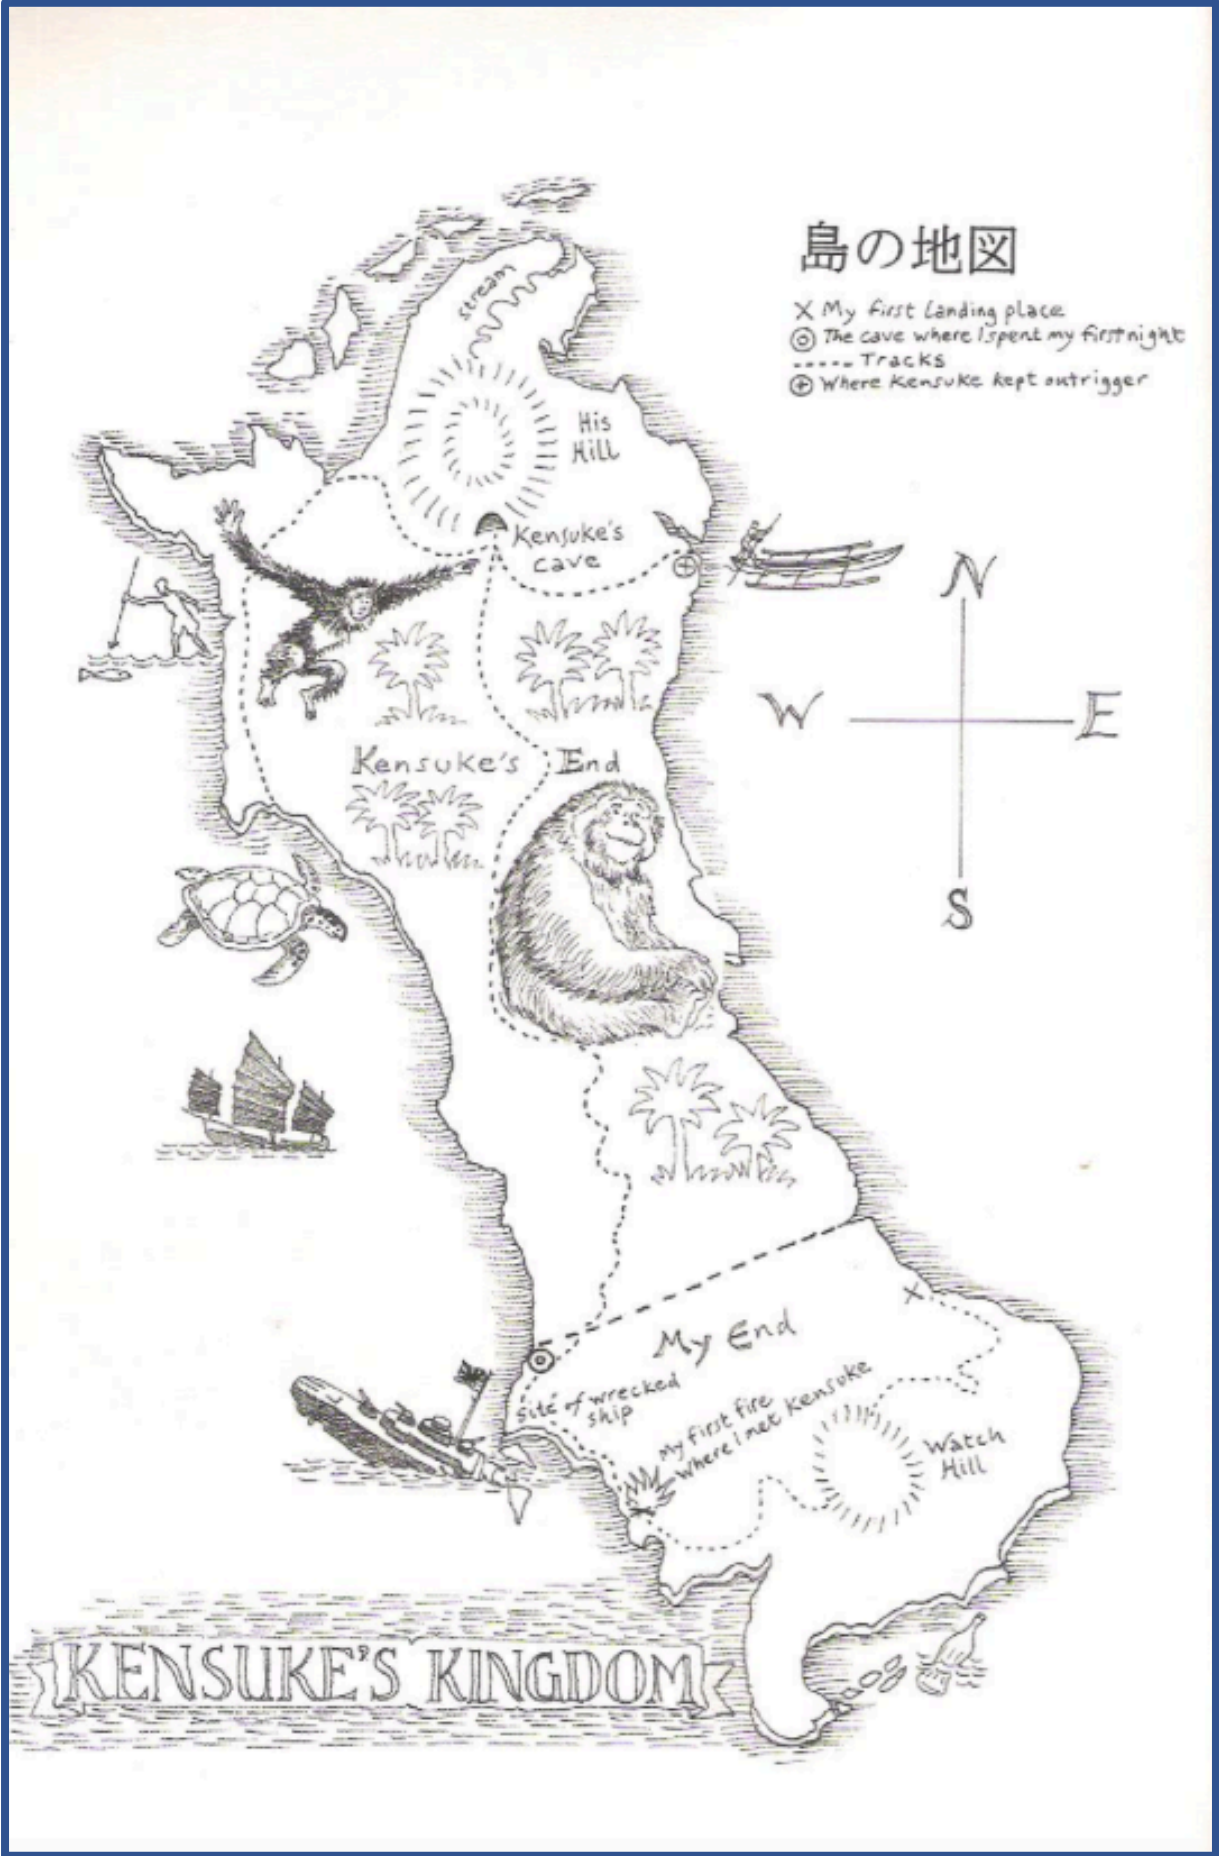 島の地図
X My first landing place
The cave where I spent my first night
----- Tracks
Where Kensuke kept outrigger
stream
His
Hill
Kensuke's
cave
N
W
E
S
Kensuke's End
My End
Site of wrecked
ship
My first fire
where I met Kensuke
Watch
Hill
KENSUKE'S KINGDOM